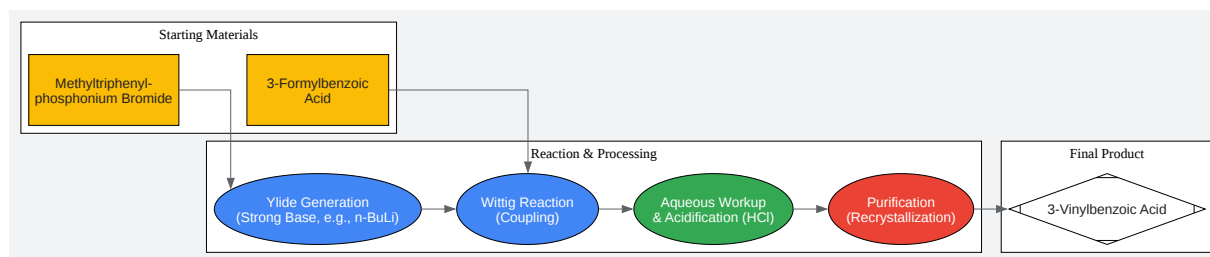 Starting Materials
Methyltriphenyl-
phosphonium Bromide
3-Formylbenzoic
Acid
Reaction & Processing
Ylide Generation
(Strong Base, e.g., n-BuLi)
Wittig Reaction
(Coupling)
Aqueous Workup
& Acidification (HCl)
Purification
(Recrystallization)
Final Product
3-Vinylbenzoic Acid